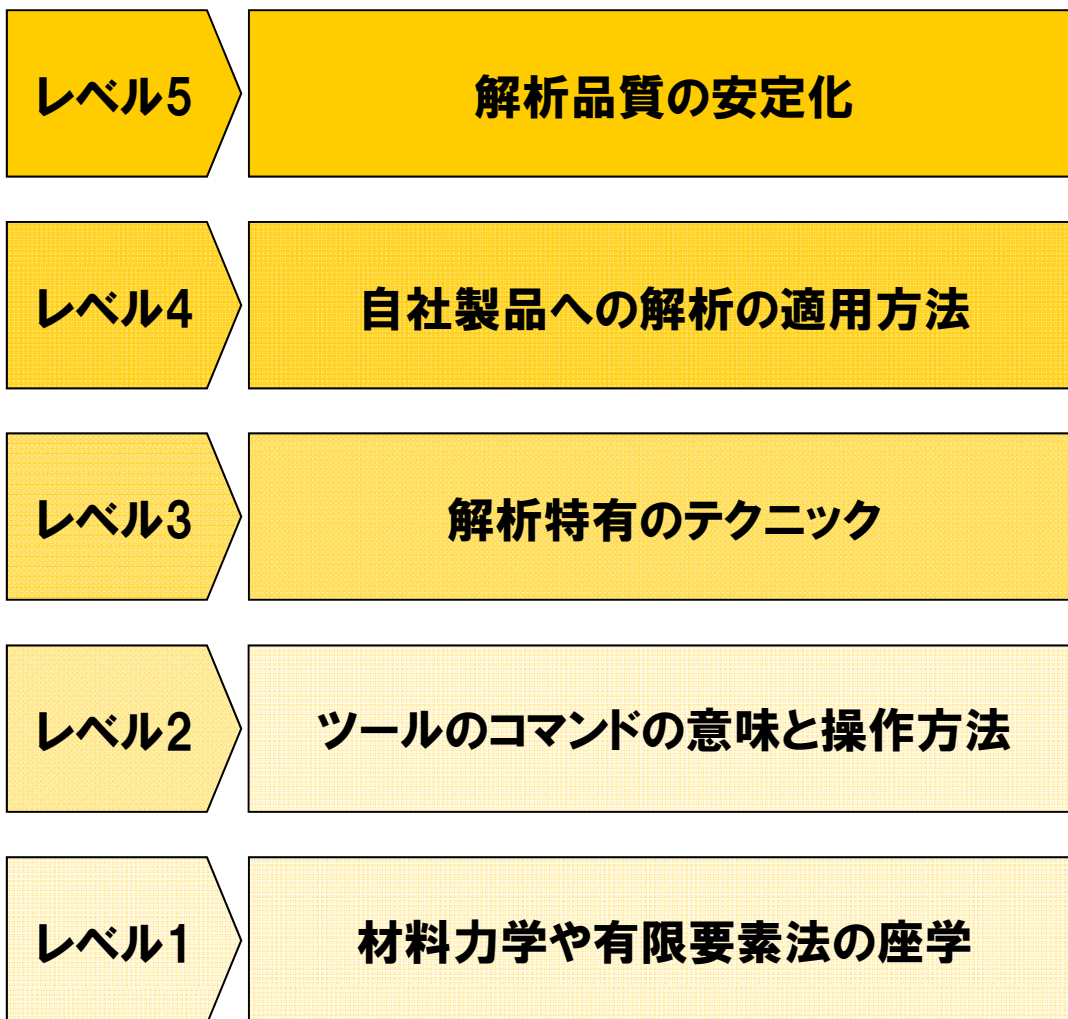 レベル5
解析品質の安定化
レベル4
自社製品への解析の適用方法
レベル3
解析特有のテクニック
レベル2
ツールのコマンドの意味と操作方法
レベル1
材料力学や有限要素法の座学